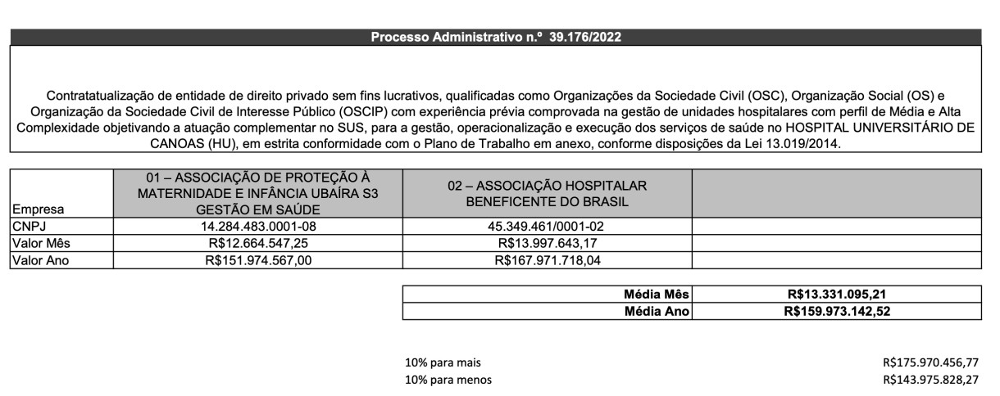 Processo Administrativo n.º 39.176/2022
Contratatualização de entidade de direito privado sem fins lucrativos, qualificadas como Organizações da Sociedade Civil (OSC), Organização Social (OS) e
Organização da Sociedade Civil de Interesse Público (OSCIP) com experiência prévia comprovada na gestão de unidades hospitalares com perfil de Média e Alta
Complexidade objetivando a atuação complementar no SUS, para a gestão, operacionalização e execução dos serviços de saúde no HOSPITAL UNIVERSITÁRIO DE
CANOAS (HU), em estrita conformidade com o Plano de Trabalho em anexo, conforme disposições da Lei 13.019/2014.
Empresa
01 – ASSOCIAÇÃO DE PROTEÇÃO À
MATERNIDADE E INFÂNCIA UBAÍRA S3
GESTÃO EM SAÚDE
02 – ASSOCIAÇÃO HOSPITALAR
BENEFICENTE DO BRASIL
CNPJ 14.284.483.0001-08 45.349.461/0001-02
Valor Mês R$12.664.547,25 R$13.997.643,17
Valor Ano R$151.974.567,00 R$167.971.718,04
Média Mês R$13.331.095,21
Média Ano R$159.973.142,52
10% para mais R$175.970.456,77
10% para menos R$143.975.828,27